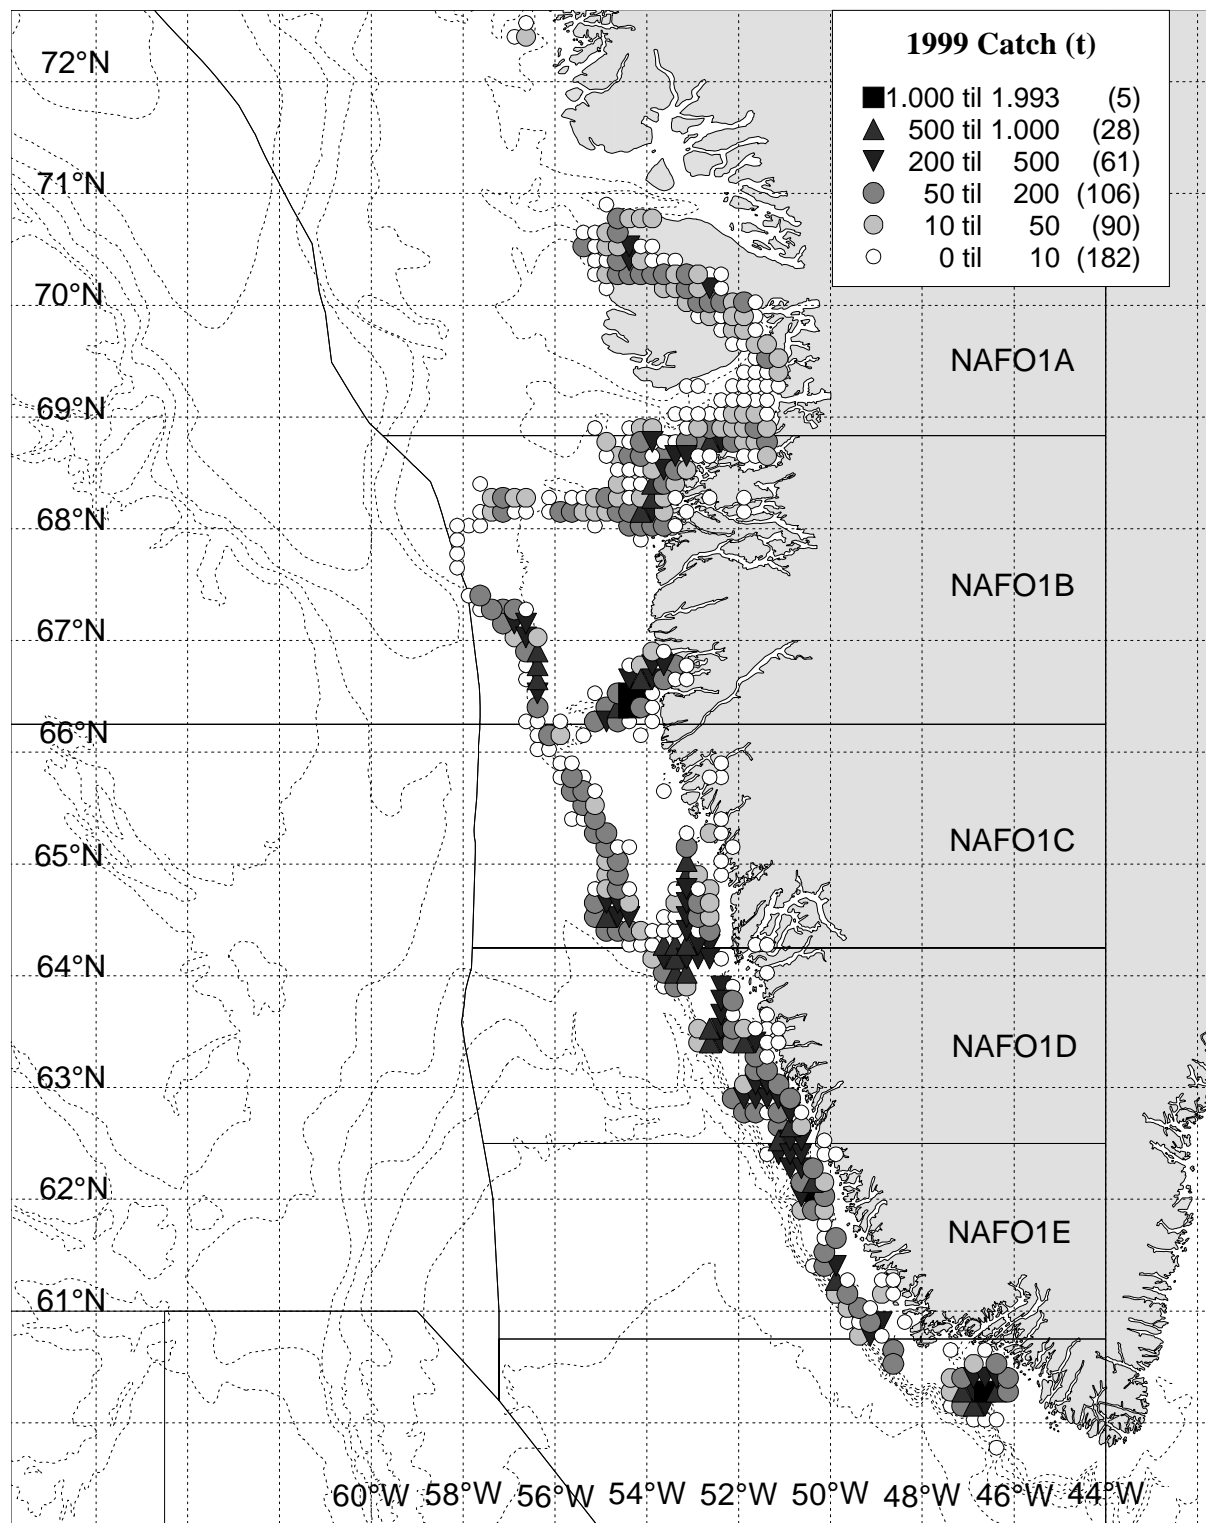 1999 Catch (t)
1.000 til 1.993 (5)
500 til 1.000 (28)
200 til 500 (61)
50 til 200 (106)
10 til 50 (90)
0 til 10 (182)
72°N
71°N
70°N
NAFO1A
69°N
68°N
NAFO1B
67°N
66°N
NAFO1C
65°N
64°N
NAFO1D
63°N
62°N
NAFO1E
61°N
60°W 58°W 56°W 54°W 52°W 50°W 48°W 46°W 44°W